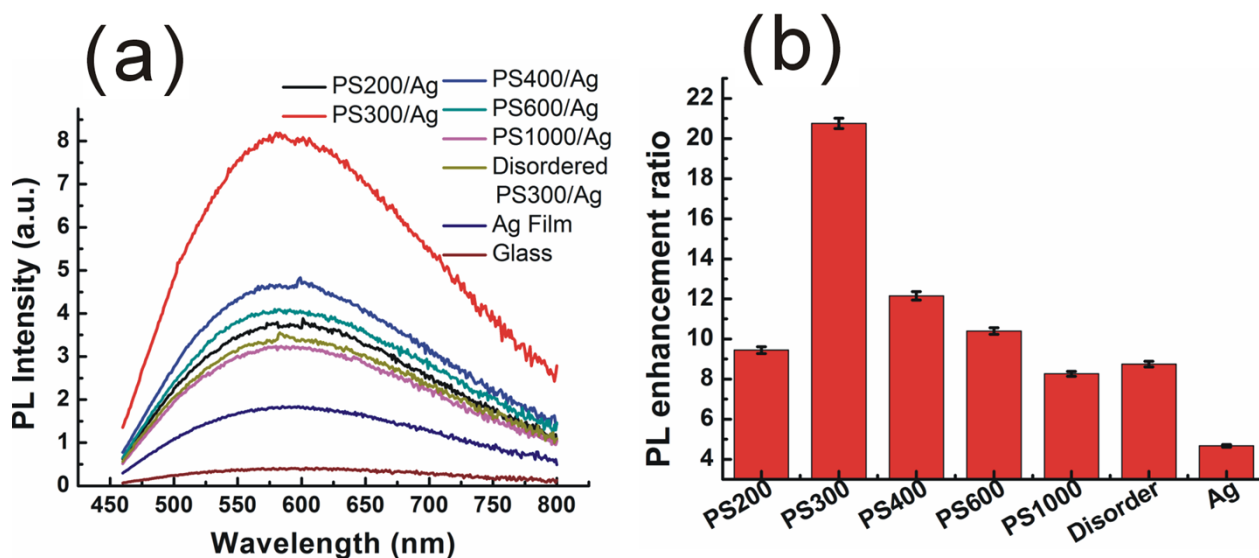 (a)
PS200/Ag
PS300/Ag
PS400/Ag
PS600/Ag
PS1000/Ag
Disordered
PS300/Ag
Ag Film
Glass
PL Intensity (a.u.)
8
7
6
5
4
3
2
1
0
450 500 550 600 650 700 750 800
Wavelength (nm)
(b)
PL enhancement ratio
22
20
18
16
14
12
10
8
6
4
PS200 PS300 PS400 PS600 PS1000 Disorder Ag